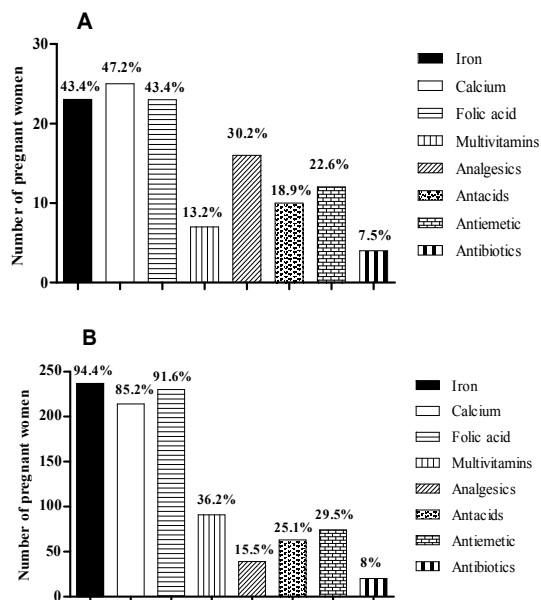 A
Number of pregnant women
30
20
10
0
43.4%
47.2%
43.4%
13.2%
30.2%
18.9%
22.6%
7.5%
Iron
Calcium
Folic acid
Multivitamins
Analgesics
Antacids
Antiemetic
Antibiotics
B
Number of pregnant women
250
200
150
100
50
0
94.4%
85.2%
91.6%
36.2%
15.5%
25.1%
29.5%
8%
Iron
Calcium
Folic acid
Multivitamins
Analgesics
Antacids
Antiemetic
Antibiotics